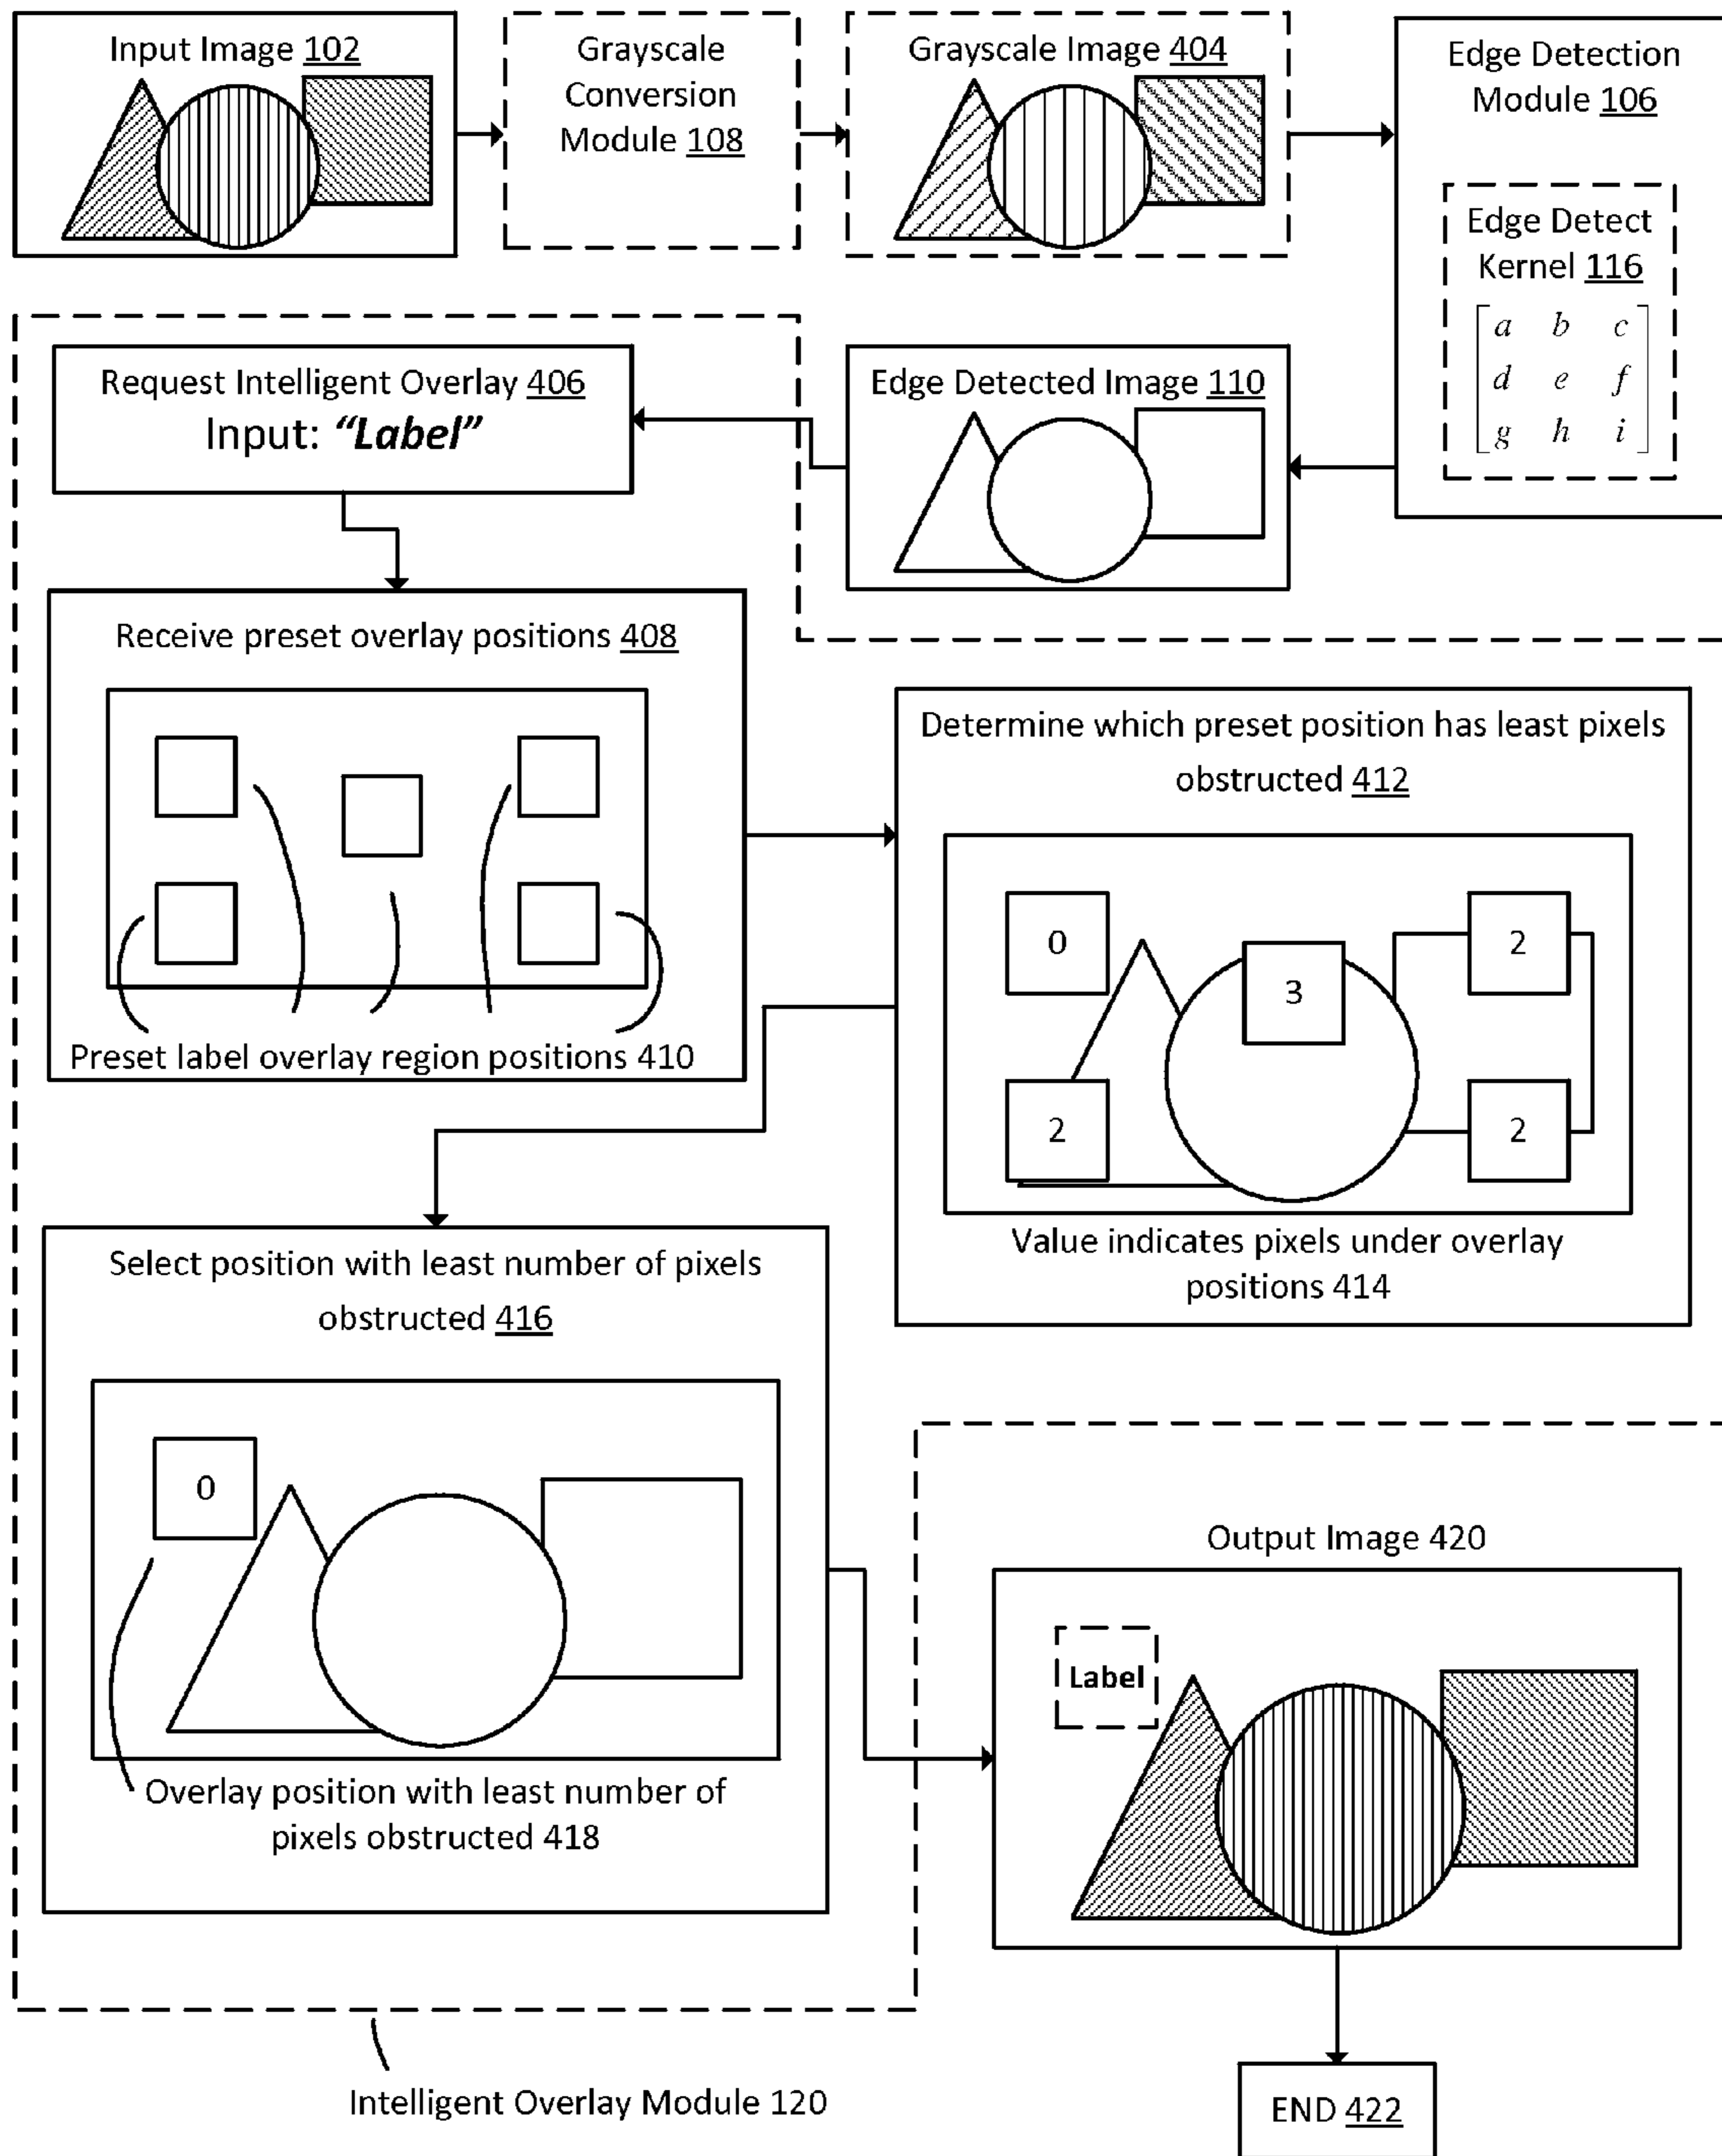 Input Image 102
Grayscale
Conversion
Module 108
Grayscale Image 404
Edge Detection
Module 106
Edge Detect
Kernel 116
a b c
d e f
g h i
Request Intelligent Overlay 406
Input: “Label”
Edge Detected Image 110
Receive preset overlay positions 408
Preset label overlay region positions 410
Determine which preset position has least pixels
obstructed 412
0
3
2
2
2
Value indicates pixels under overlay
positions 414
Select position with least number of pixels
obstructed 416
0
Overlay position with least number of
pixels obstructed 418
Output Image 420
Label
Intelligent Overlay Module 120
END 422